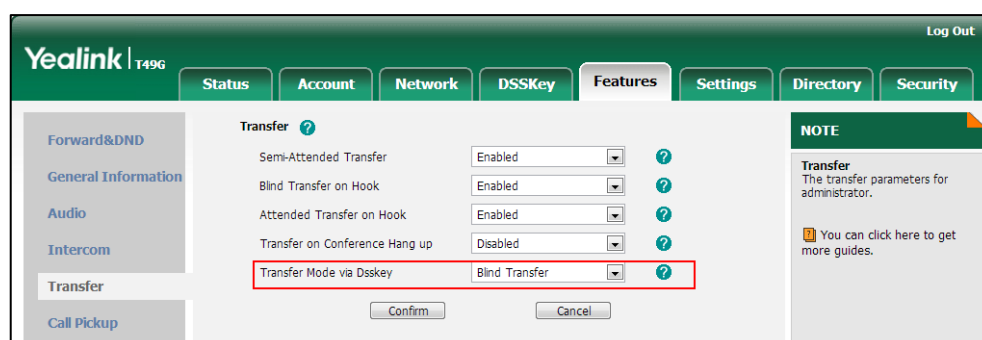 Log Out
Yealink T49G
Status Account Network DSSKey Features Settings Directory Security
Forward&DND
General Information
Audio
Intercom
Transfer
Call Pickup
Transfer ?
Semi-Attended Transfer Enabled ?
Blind Transfer on Hook Enabled ?
Attended Transfer on Hook Enabled ?
Transfer on Conference Hang up Disabled ?
Transfer Mode via Dsskey Blind Transfer ?
Confirm Cancel
NOTE
Transfer
The transfer parameters for
administrator.
? You can click here to get
more guides.